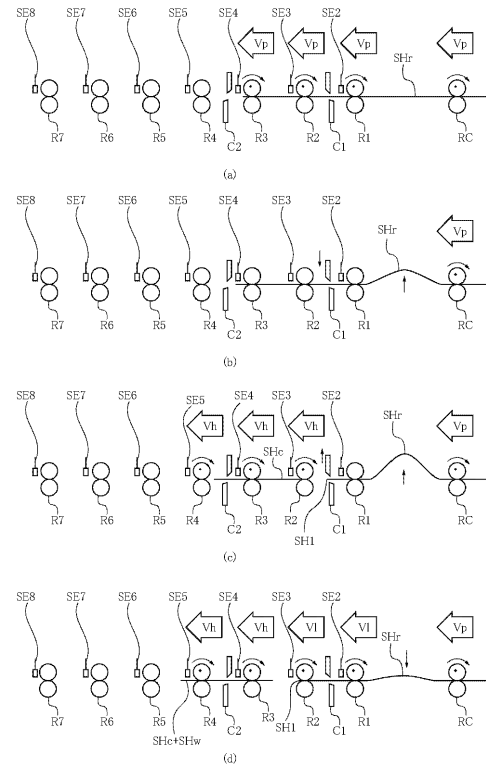 SE8 SE7 SE6 SE5 SE4 SE3 SE2
Vp Vp Vp Vp
SHr
R7 R6 R5 R4 C2 R3 R2 C1 R1 RC
(a)
SE8 SE7 SE6 SE5 SE4 SE3 SE2
Vp
SHr
R7 R6 R5 R4 C2 R3 R2 C1 R1 RC
(b)
SE8 SE7 SE6 SE5 SE4 SE3 SE2
Vh Vh Vh Vp
SHr
SHc
R7 R6 R5 R4 C2 R3 R2 SH1 C1 R1 RC
(c)
SE8 SE7 SE6 SE5 SE4 SE3 SE2
Vh Vh Vl Vl Vp
SHr
R7 R6 R5 R4 C2 R3 SH1 R2 C1 R1 RC
SHc+SHw
(d)